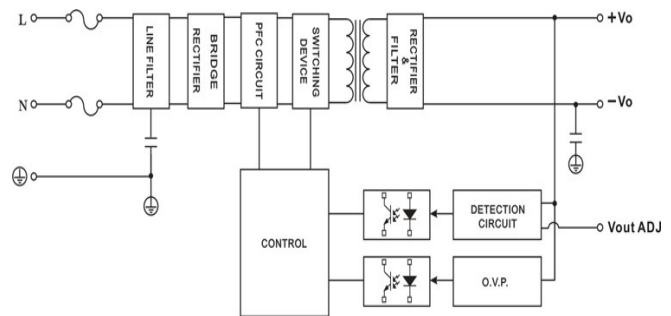 L
N
LINE FILTER
BRIDGE
RECTIFIER
PFC CIRCUIT
SWITCHING
DEVICE
RECTIFIER
&
FILTER
+Vo
−Vo
CONTROL
DETECTION
CIRCUIT
Vout ADJ
O.V.P.